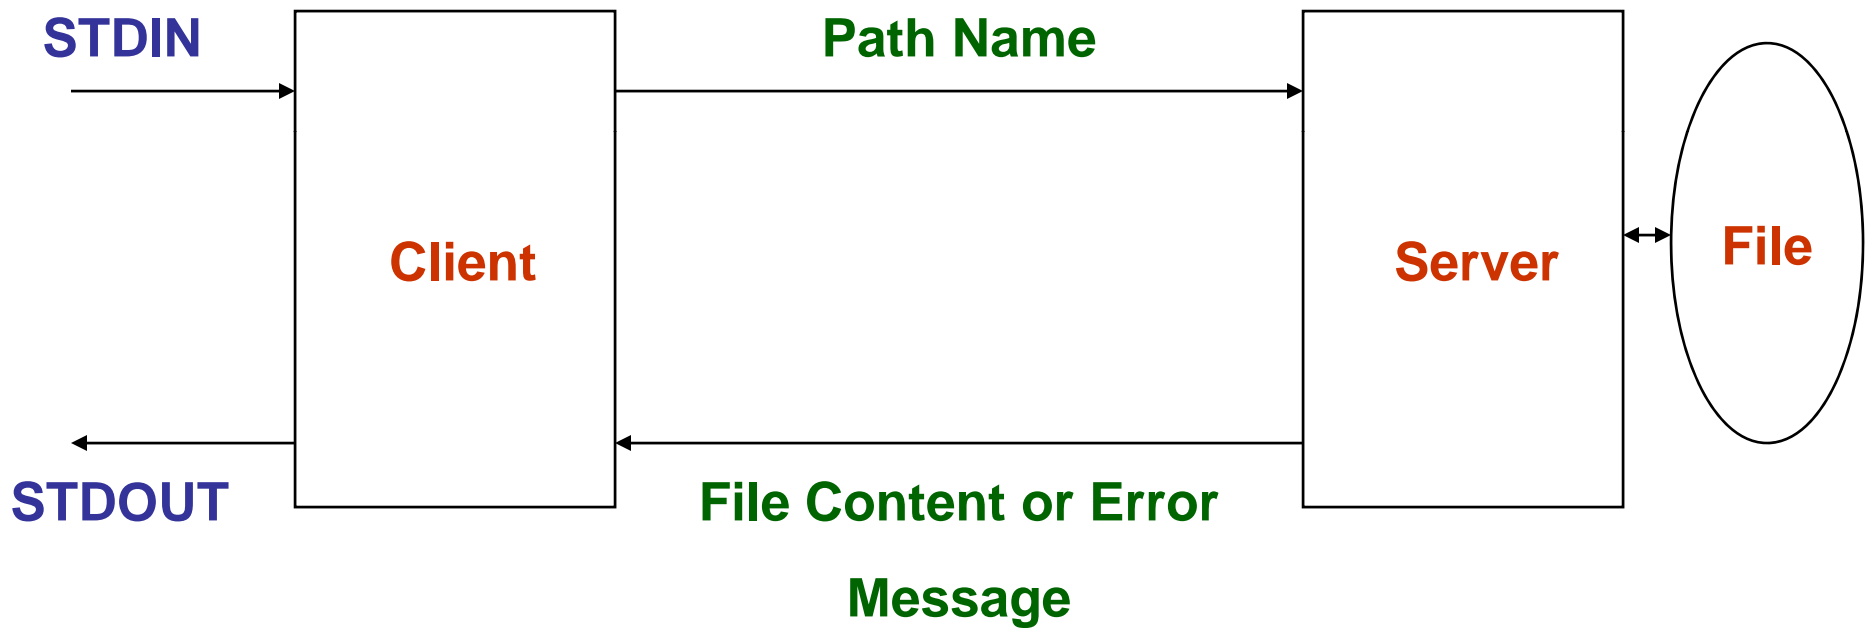 STDIN
Path Name
Client
Server
File
STDOUT
File Content or Error
Message